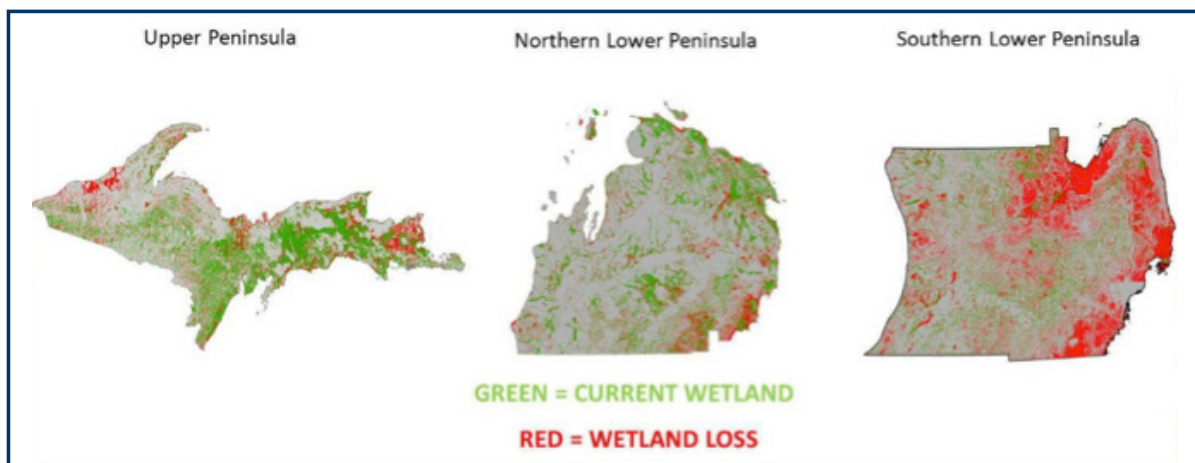 Upper Peninsula
Northern Lower Peninsula
Southern Lower Peninsula
GREEN = CURRENT WETLAND
RED = WETLAND LOSS